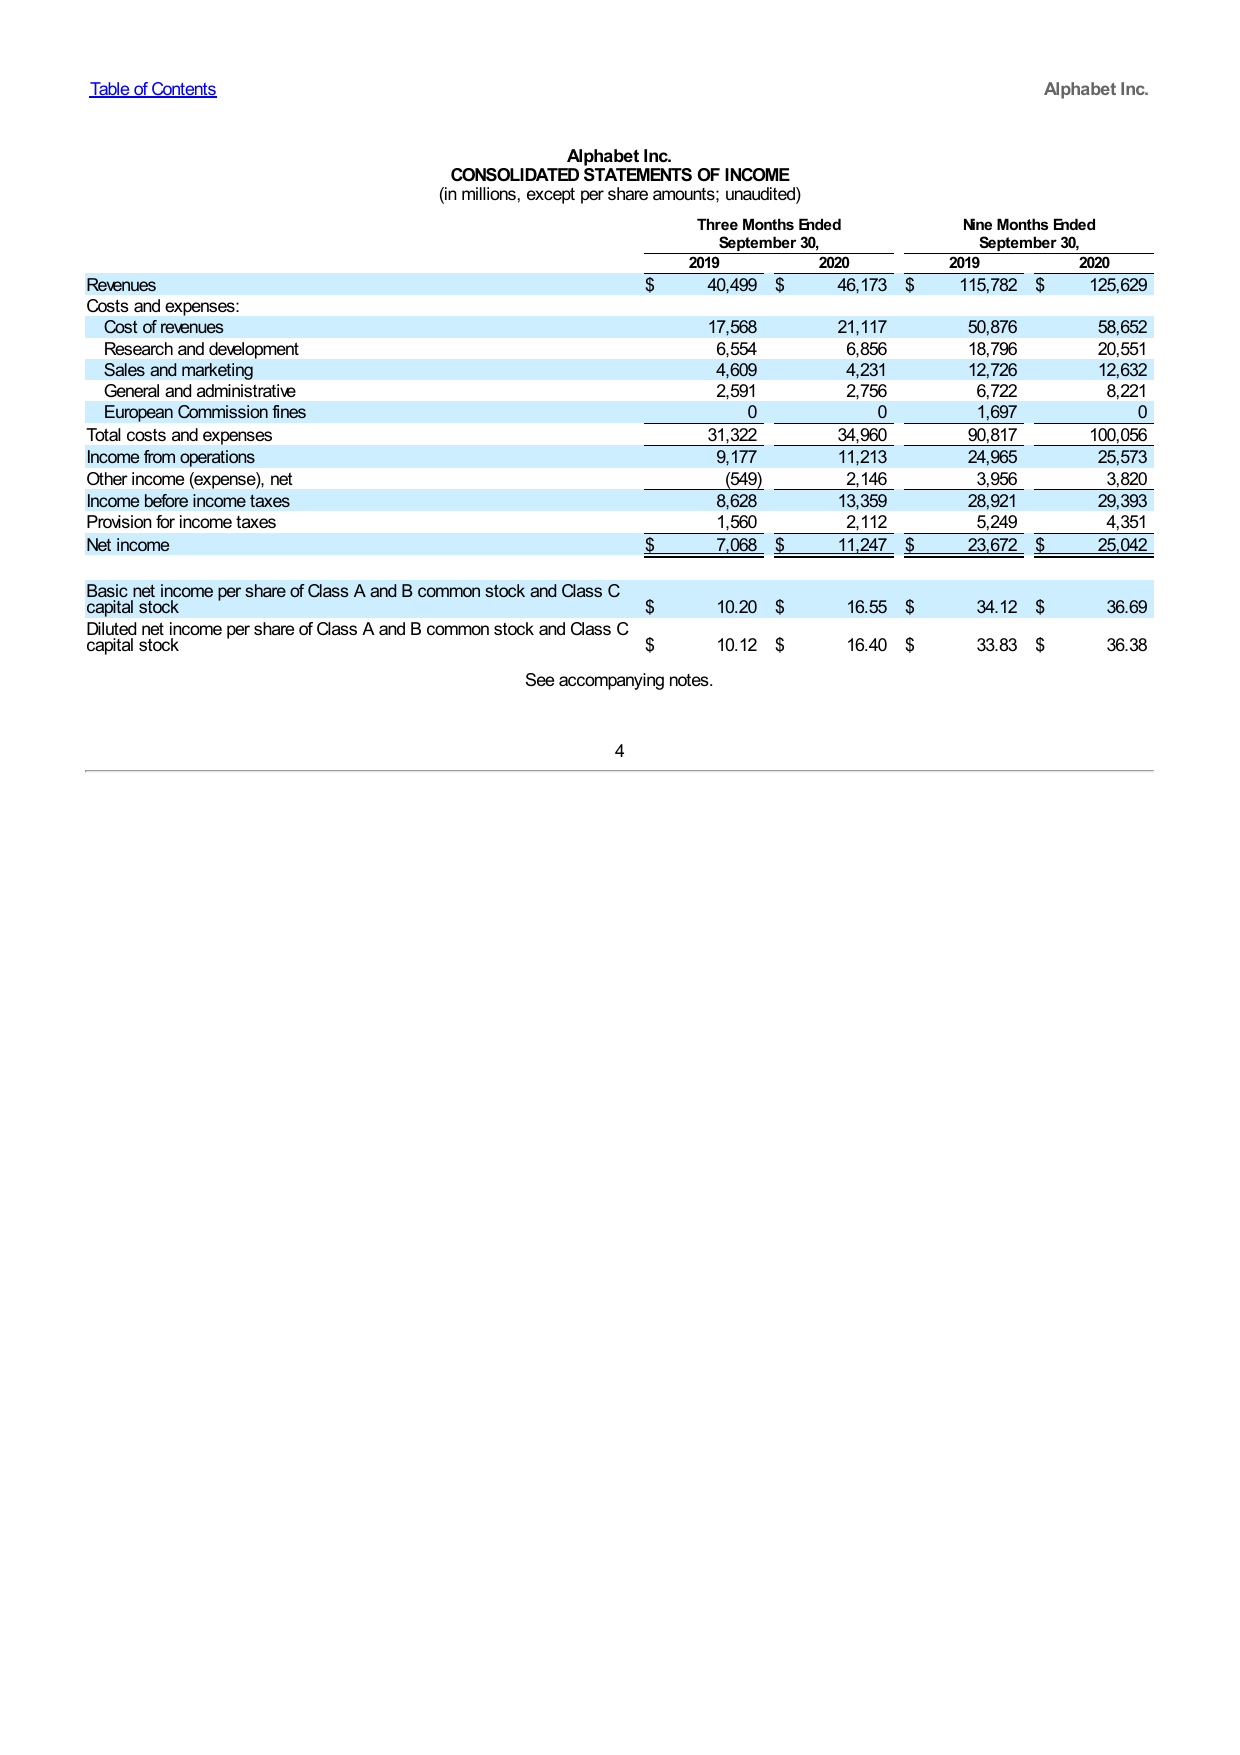 Table of Contents Alphabet Inc.
Alphabet Inc.
CONSOLIDATED STATEMENTS OF INCOME
(in millions, except per share amounts; unaudited)
Three Months Ended Nine Months Ended
September 30, September 30,
2019 2020 2019 2020
Revenues $ 40,499 $ 46,173 $ 115,782 $ 125,629
Costs and expenses:
Cost of revenues 17,568 21,117 50,876 58,652
Research and development 6,554 6,856 18,796 20,551
Sales and marketing 4,609 4,231 12,726 12,632
General and administrative 2,591 2,756 6,722 8,221
European Commission fines 0 0 1,697 0
Total costs and expenses 31,322 34,960 90,817 100,056
Income from operations 9,177 11,213 24,965 25,573
Other income (expense), net (549) 2,146 3,956 3,820
Income before income taxes 8,628 13,359 28,921 29,393
Provision for income taxes 1,560 2,112 5,249 4,351
Net income $ 7,068 $ 11,247 $ 23,672 $ 25,042
Basic net income per share of Class A and B common stock and Class C
capital stock $ 10.20 $ 16.55 $ 34.12 $ 36.69
Diluted net income per share of Class A and B common stock and Class C
capital stock $ 10.12 $ 16.40 $ 33.83 $ 36.38
See accompanying notes.
4